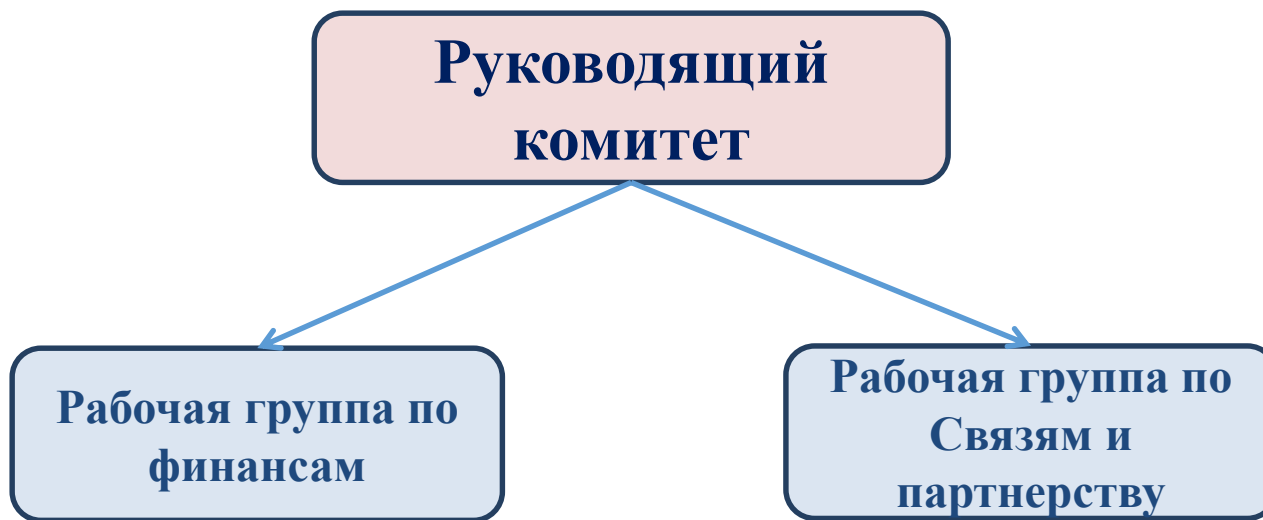 Руководящий
комитет
Рабочая группа по
финансам
Рабочая группа по
Связям и
партнерству